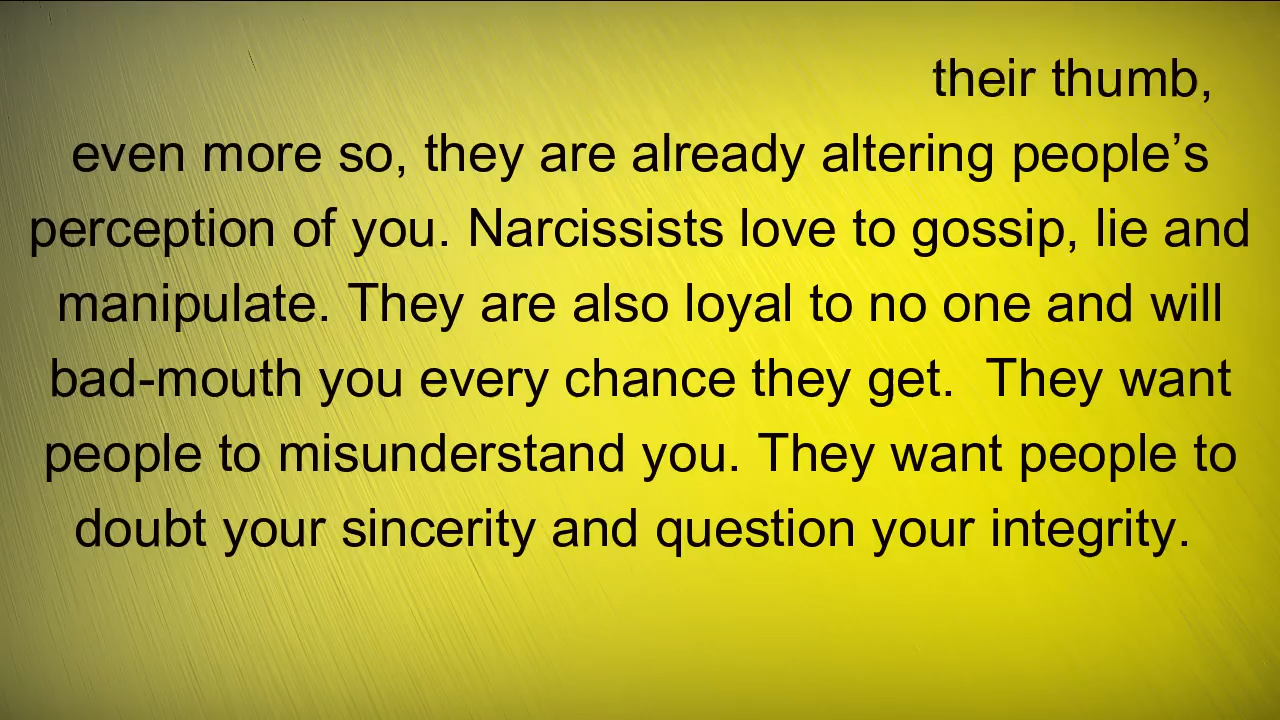 their thumb,
even more so, they are already altering people’s
perception of you. Narcissists love to gossip, lie and
manipulate. They are also loyal to no one and will
bad-mouth you every chance they get.  They want
people to misunderstand you. They want people to
doubt your sincerity and question your integrity.